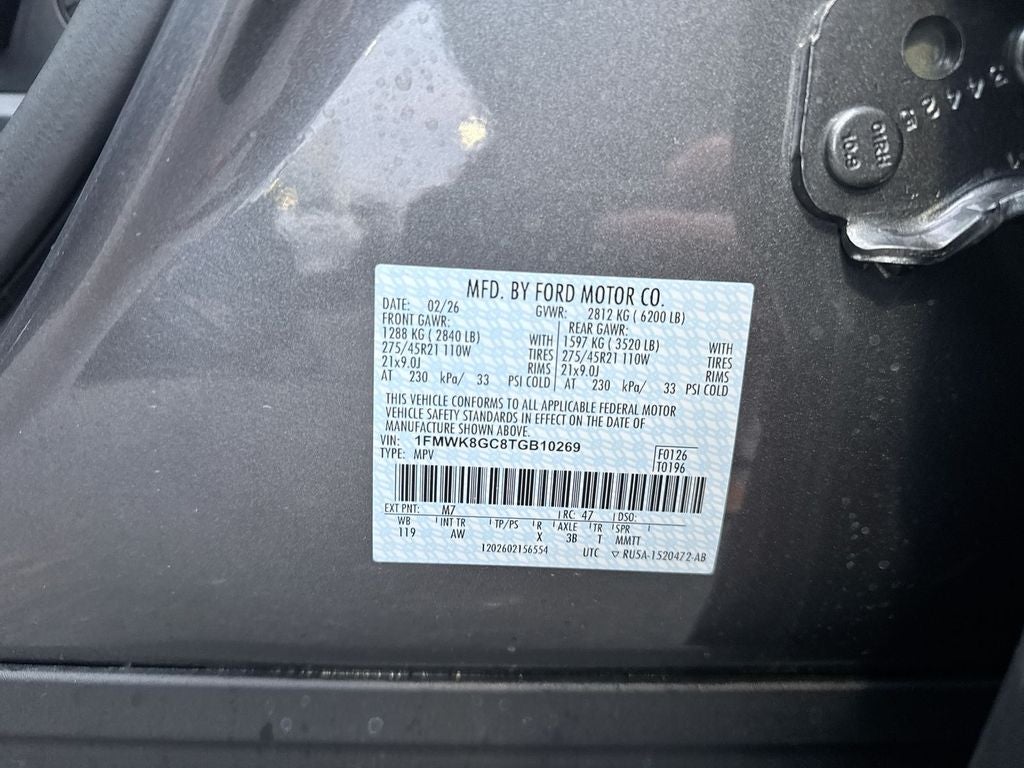 5442B
61RH
10.9
MFD. BY FORD MOTOR CO.
DATE: 02/26 GVWR: 2812 KG ( 6200 LB)
FRONT GAWR: REAR GAWR:
1288 KG ( 2840 LB) WITH 1597 KG ( 3520 LB) WITH
275/45R21 110W TIRES 275/45R21 110W TIRES
21x9.0J RIMS 21x9.0J RIMS
AT 230 kPa/ 33 PSI COLD AT 230 kPa/ 33 PSI COLD
THIS VEHICLE CONFORMS TO ALL APPLICABLE FEDERAL MOTOR
VEHICLE SAFETY STANDARDS IN EFFECT ON THE DATE OF
MANUFACTURE SHOWN ABOVE.
VIN: 1FMWK8GC8TGB10269 F0126
TYPE: MPV T0196
EXT PNT: M7 RC: 47 DSO:
WB INT TR TP/PS R AXLE TR SPR
119 AW X 3B T MMTT
1202602156554 UTC ▽ RU5A-1520472-AB